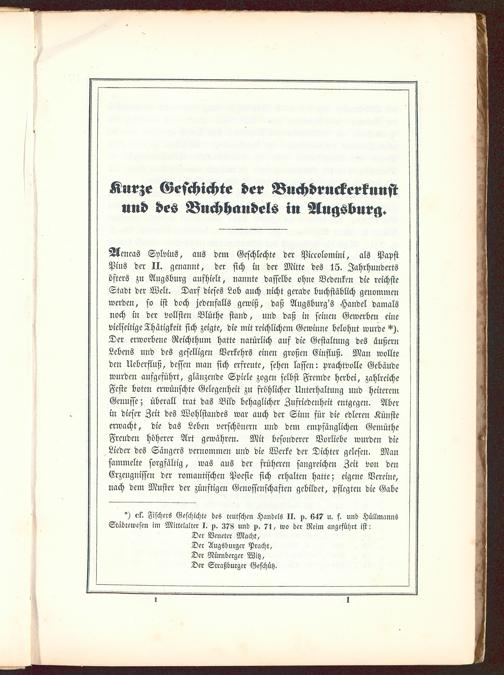 Kurze Geschichte der Buchdruckerkunst
und des Buchhandels in Augsburg.
Aeneas Sylvius, aus dem Geschlechte der Piccolomini, als Papst
Pius der II. genannt, der sich in der Mitte des 15. Jahrhunderts
öfters zu Augsburg aufhielt, nannte dasselbe ohne Bedenken die reichste
Stadt der Welt. Darf dieses Lob auch nicht gerade buchstäblich genommen
werden, so ist doch jedenfalls gewiß, daß Augsburg's Handel damals
noch in der vollsten Blüthe stand, und daß in seinen Gewerben eine
vielseitige Thätigkeit sich zeigte, die mit reichlichem Gewinne belohnt wurde *).
Der erworbene Reichthum hatte natürlich auf die Gestaltung des äußern
Lebens und des geselligen Verkehrs einen großen Einfluß. Man wollte
den Ueberfluß, dessen man sich erfreute, sehen lassen: prachtvolle Gebäude
wurden aufgeführt, glänzende Spiele zogen selbst Fremde herbei, zahlreiche
Feste boten erwünschte Gelegenheit zu fröhlicher Unterhaltung und heiterem
Genusse; überall trat das Bild behaglicher Zufriedenheit entgegen. Aber
in dieser Zeit des Wohlstandes war auch der Sinn für die edleren Künste
erwacht, die das Leben verschönern und dem empfänglichen Gemüthe
Freuden höherer Art gewähren. Mit besonderer Vorliebe wurden die
Lieder des Sängers vernommen und die Werke der Dichter gelesen. Man
sammelte sorgfältig, was aus der früheren sangreichen Zeit von den
Erzeugnissen der romantischen Poesie sich erhalten hatte; eigene Vereine,
nach dem Muster der zünftigen Genossenschaften gebildet, pflegten die Gabe
*) cf. Fischers Geschichte des teutschen Handels II. p. 647 u. f. und Hüllmanns
Städtewesen im Mittelalter I. p. 378 und p. 71, wo der Reim angeführt ist:
Der Veneter Macht,
Der Augsburger Pracht,
Der Nürnberger Witz,
Der Straßburger Geschütz.
1 I